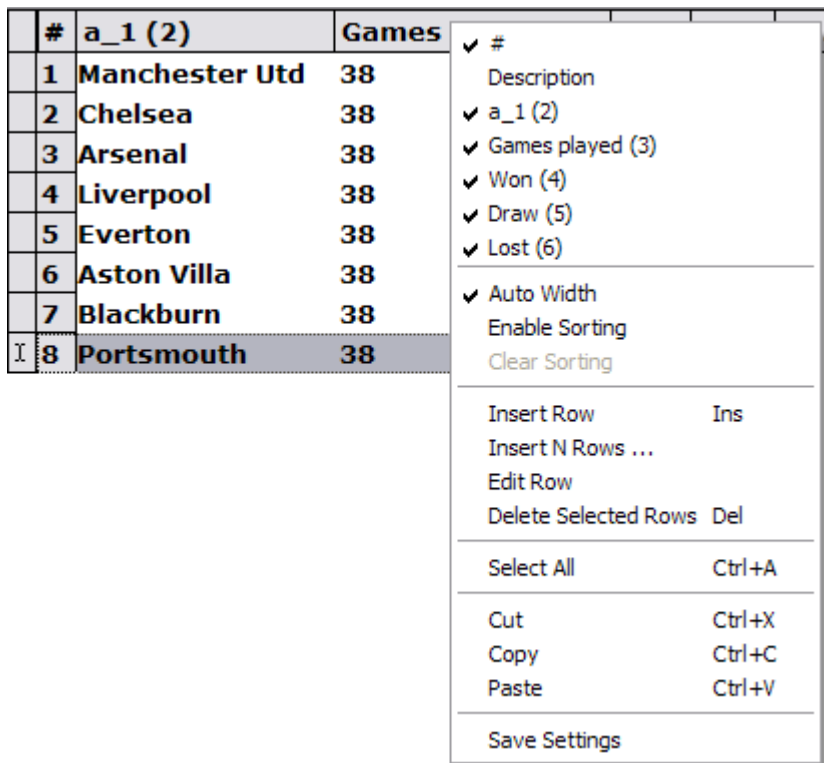 # a_1 (2) Games
1 Manchester Utd 38
2 Chelsea 38
3 Arsenal 38
4 Liverpool 38
5 Everton 38
6 Aston Villa 38
7 Blackburn 38
8 Portsmouth 38
#
Description
a_1 (2)
Games played (3)
Won (4)
Draw (5)
Lost (6)
Auto Width
Enable Sorting
Clear Sorting
Insert Row Ins
Insert N Rows ...
Edit Row
Delete Selected Rows Del
Select All Ctrl+A
Cut Ctrl+X
Copy Ctrl+C
Paste Ctrl+V
Save Settings